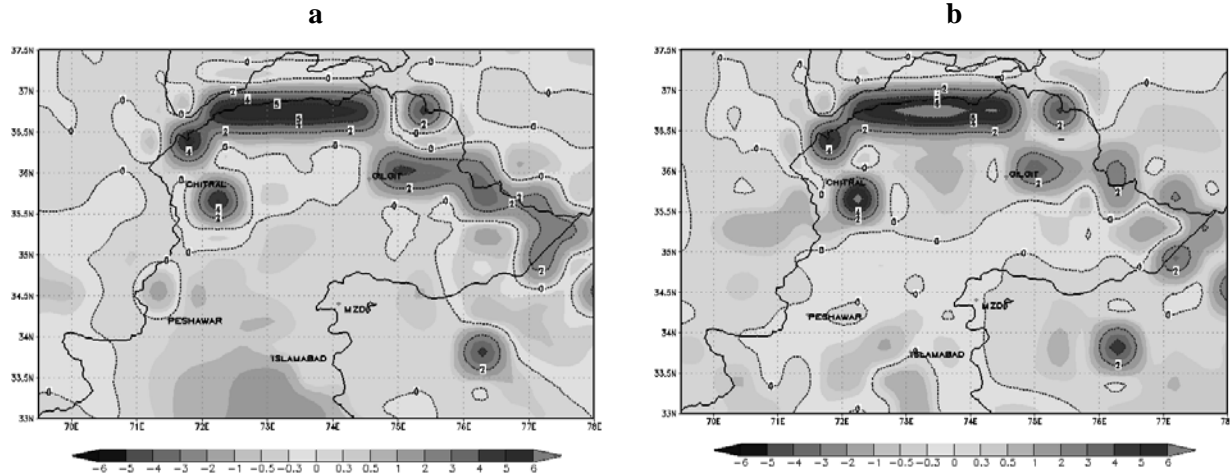 a b
37.5N 37.5N
37N 37N
36.5N 36.5N
36N 36N
35.5N 35.5N
35N 35N
34.5N 34.5N
34N 34N
33.5N 33.5N
33N 33N
CHITRAL GILGIT CHITRAL GILGIT
PESHAWAR MZD PESHAWAR MZD
ISLAMABAD ISLAMABAD
70E 71E 72E 73E 74E 75E 76E 77E 78E 70E 71E 72E 73E 74E 75E 76E 77E 78
-6 -5 -4 -2 -1 -0.5 -0.3 0 0.3 0.5 1 2 3 4 5 6 -6 -5 -4 -2 -1 -0.5 -0.3 0 0.3 0.5 1 2 3 4 5 6